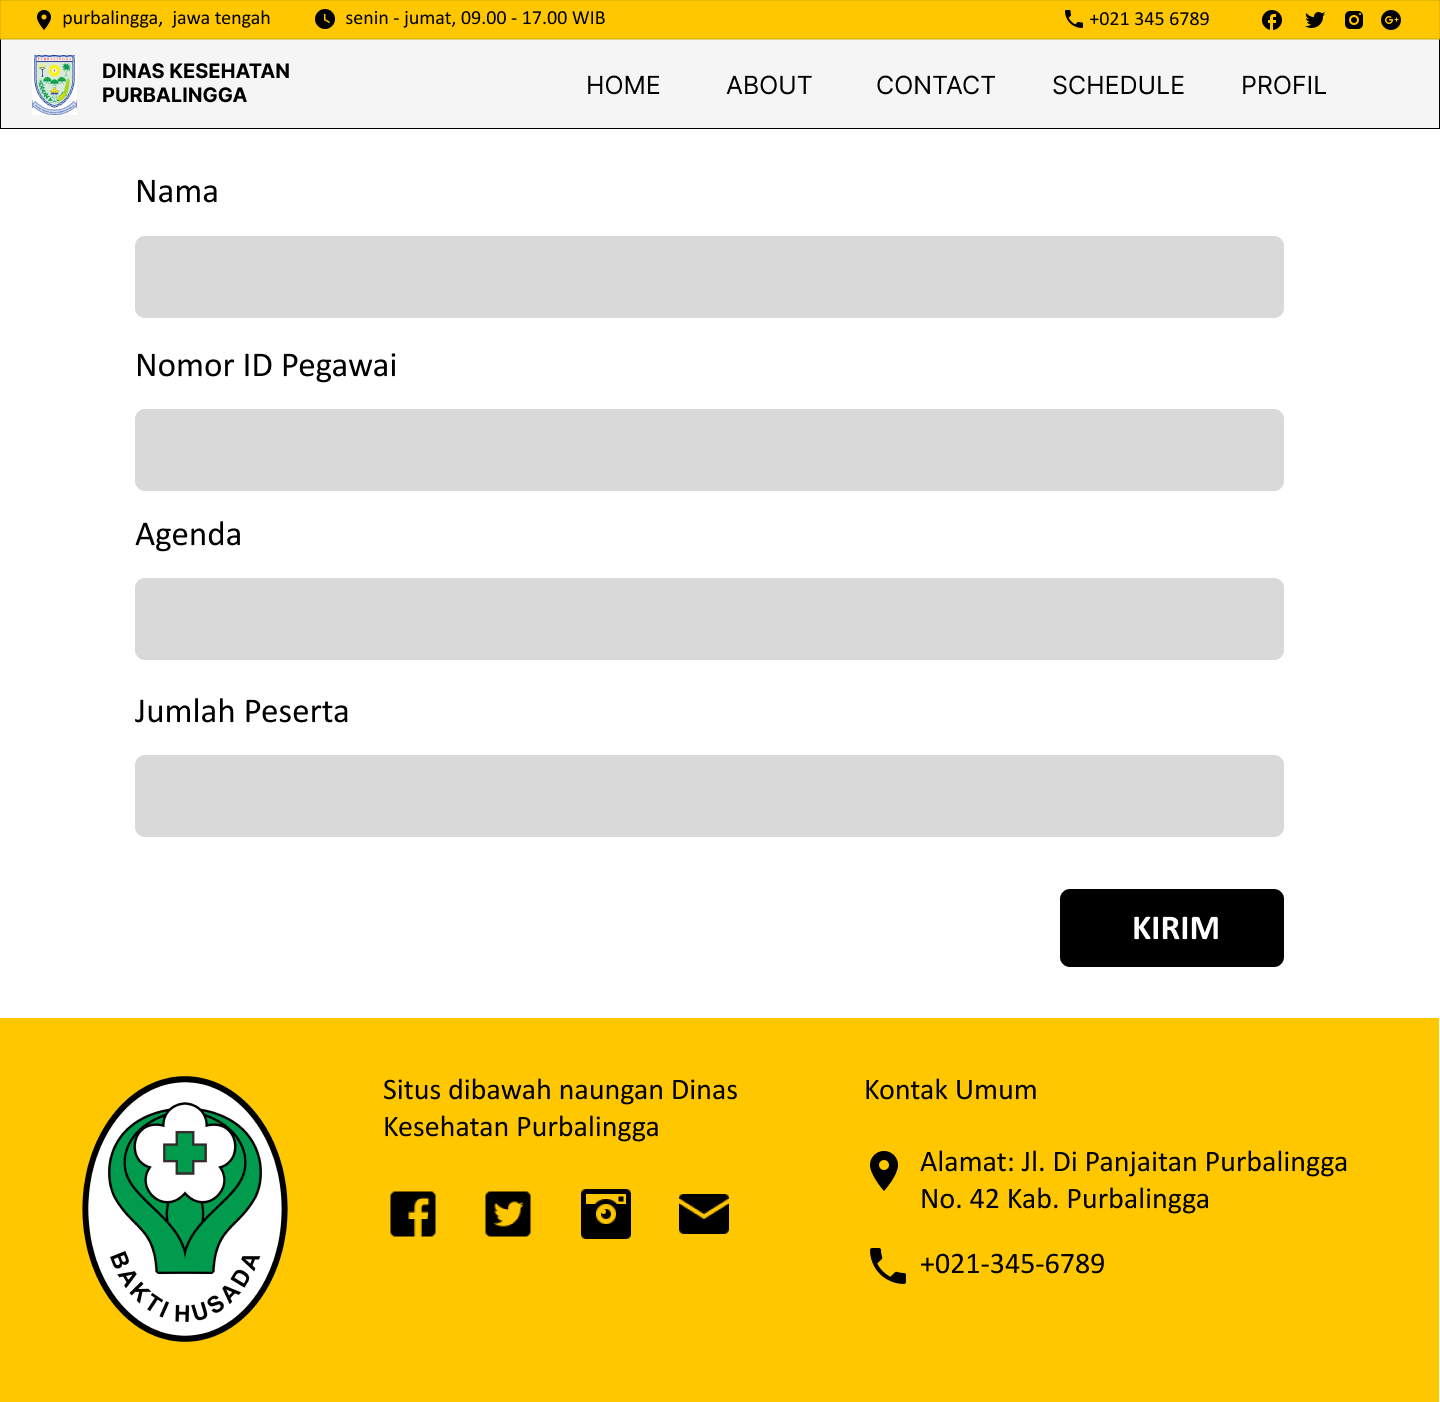 purbalingga, jawa tengah
senin - jumat, 09.00 - 17.00 WIB
+021 345 6789
DINAS KESEHATAN
PURBALINGGA
HOME
ABOUT
CONTACT
SCHEDULE
PROFIL
Nama
Nomor ID Pegawai
Agenda
Jumlah Peserta
KIRIM
BAKTI HUSADA
Situs dibawah naungan Dinas
Kesehatan Purbalingga
Kontak Umum
Alamat: Jl. Di Panjaitan Purbalingga
No. 42 Kab. Purbalingga
+021-345-6789